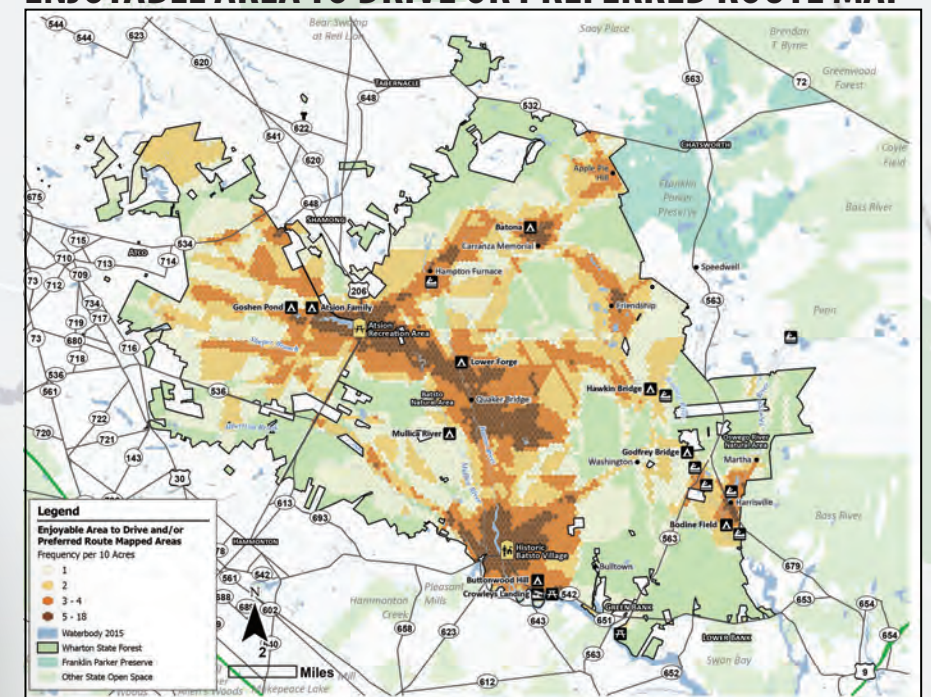 ENJOYABLE AREA TO DRIVE OR PREFERRED ROUTE MAP
Bear Swamp
at Red Lion
Sooy Place
Brendan
T. Byrne
Greenwood
Forest
544
544
623
620
TABERNACLE
648
563
72
532
541
622
620
CHATSWORTH
Coyle
Field
Apple Pie
Hill
Franklin
Parker
Preserve
Bass River
675
648
SHAMONG
Batona
Carranza Memorial
715
ATCO
534
710
713
714
73
709
712
Hampton Furnace
Speedwell
206
563
734
717
719
Goshen Pond
Atsion Family
Friendship
Penn
Atsion
Recreation Area
73
680
718
716
Lower Forge
536
561
536
Hawkin Bridge
Batsto
Natural Area
Quaker Bridge
722
720
721
Mullica River
Oswego River
Natural Area
Godfrey Bridge
143
Washington
Martha
30
Harrisville
613
693
Bodine Field
Bass River
563
HAMMONTON
Historic
Batsto Village
679
561
542
Bulltown
Buttonwood Hill
Crowleys Landing
542
Pleasant
Mills
Hammonton
Creek
GREEN BANK
651
653
654
602
643
658
623
LOWER BANK
654
563
Swan Bay
652
9
612
Makepeace Lake
Legend
Enjoyable Area to Drive and/or
Preferred Route Mapped Areas
Frequency per 10 Acres
1
2
3 - 4
5 - 18
Waterbody 2015
Wharton State Forest
Franklin Parker Preserve
Other State Open Space
N
2
Miles